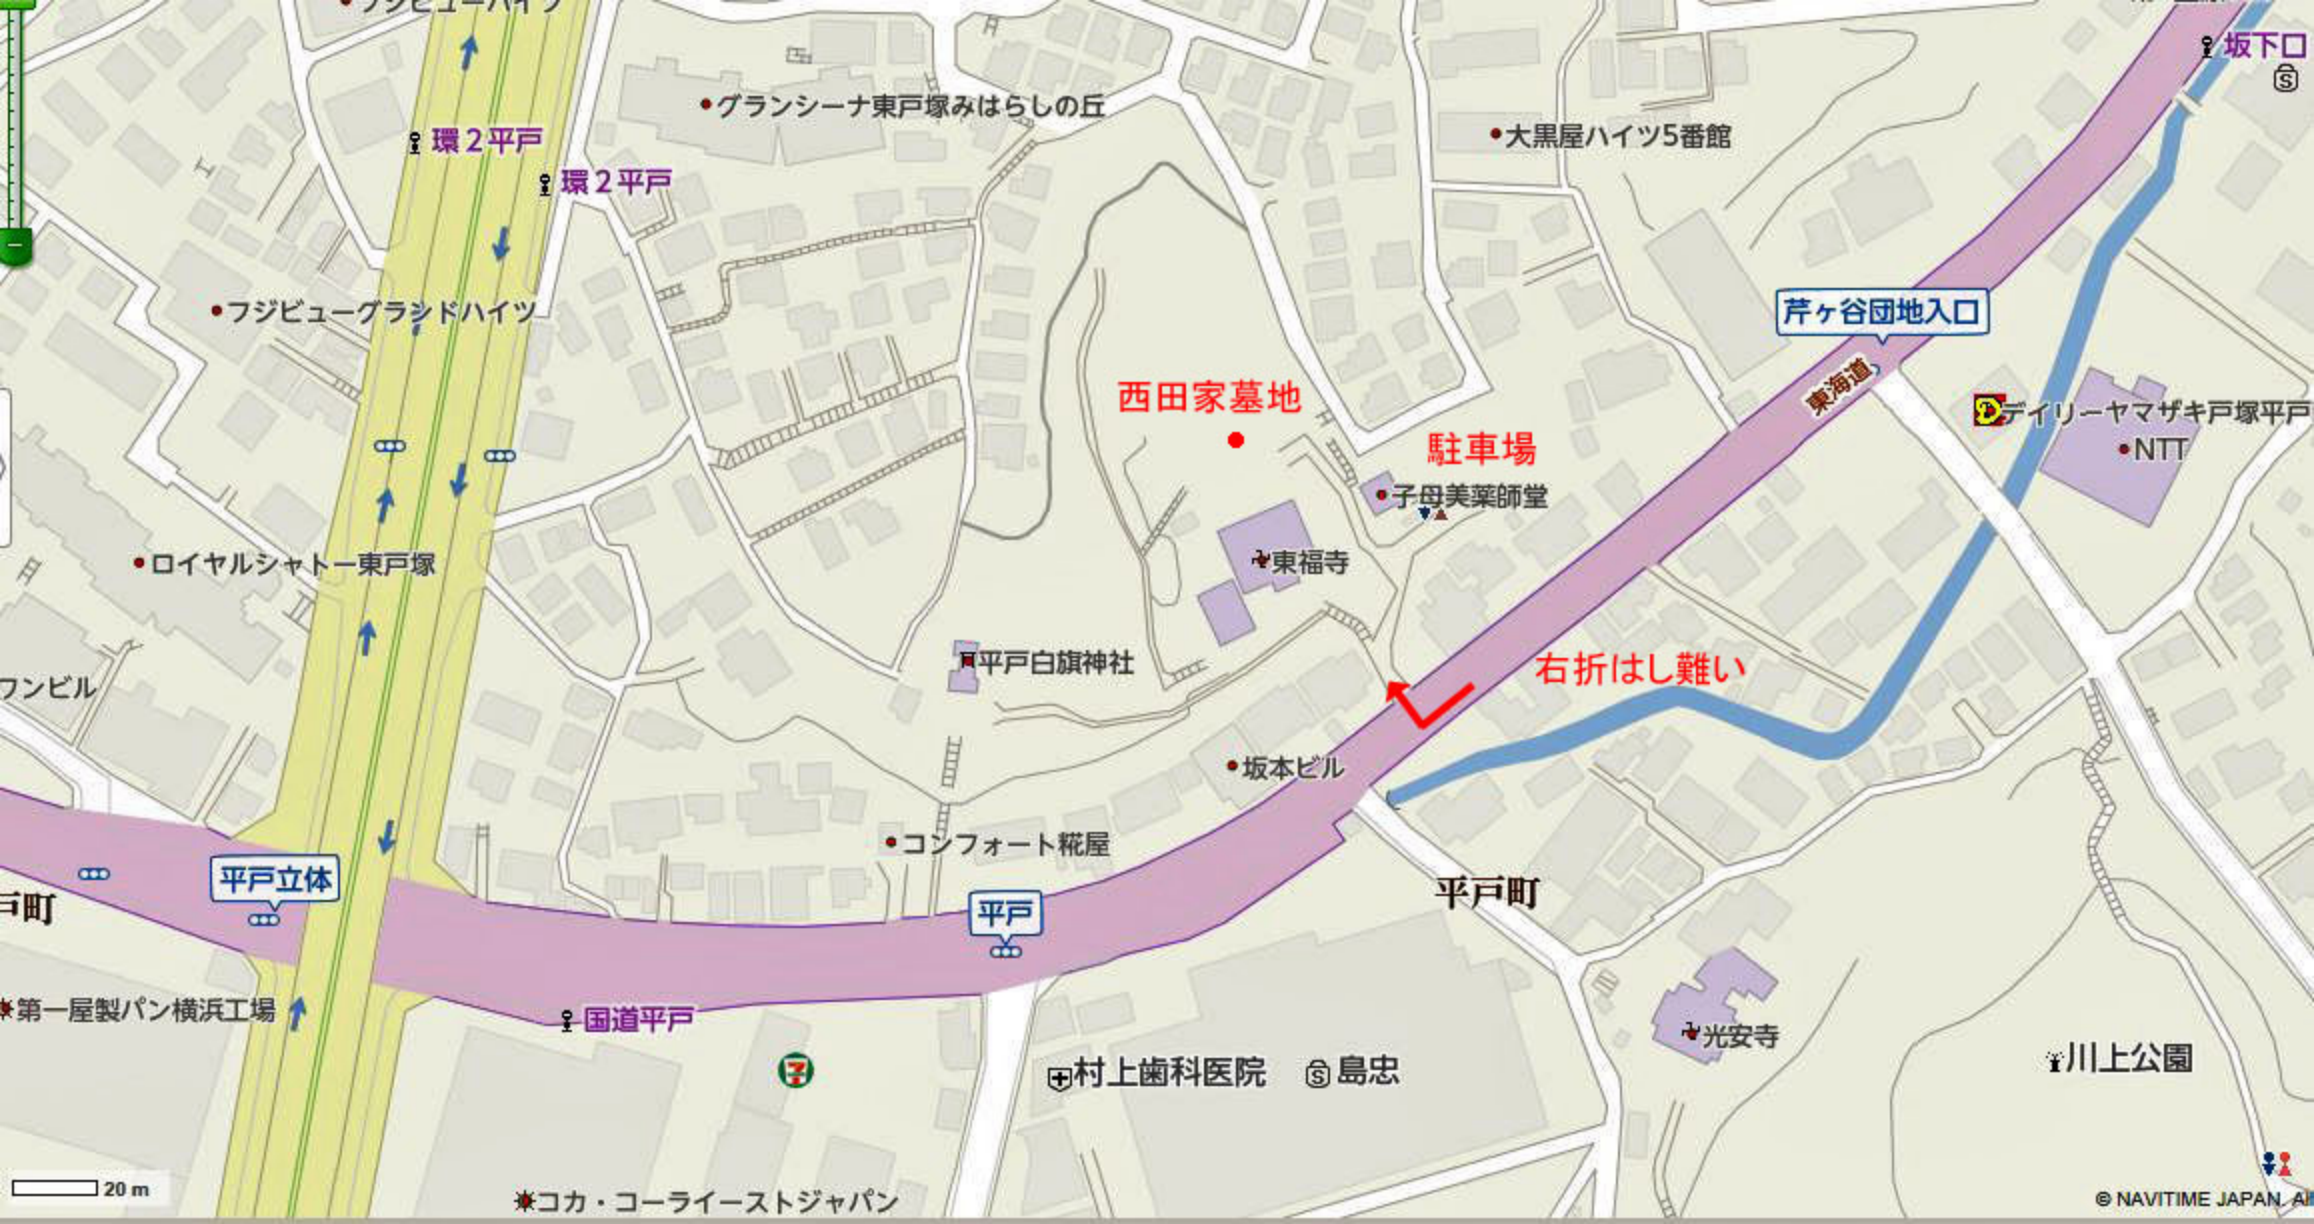 坂下口
グランシーナ東戸塚みはらしの丘
大黒屋ハイツ5番館
環２平戸
環２平戸
フジビューグランドハイツ
芹ヶ谷団地入口
東海道
西田家墓地
デイリーヤマザキ戸塚平戸
NTT
駐車場
子母美薬師堂
ロイヤルシャトー東戸塚
東福寺
平戸白旗神社
右折はし難い
ワンビル
坂本ビル
コンフォート糀屋
平戸立体
平戸町
戸町
平戸
第一屋製パン横浜工場
国道平戸
光安寺
川上公園
村上歯科医院
島忠
20 m
コカ・コーライーストジャパン
© NAVITIME JAPAN. All